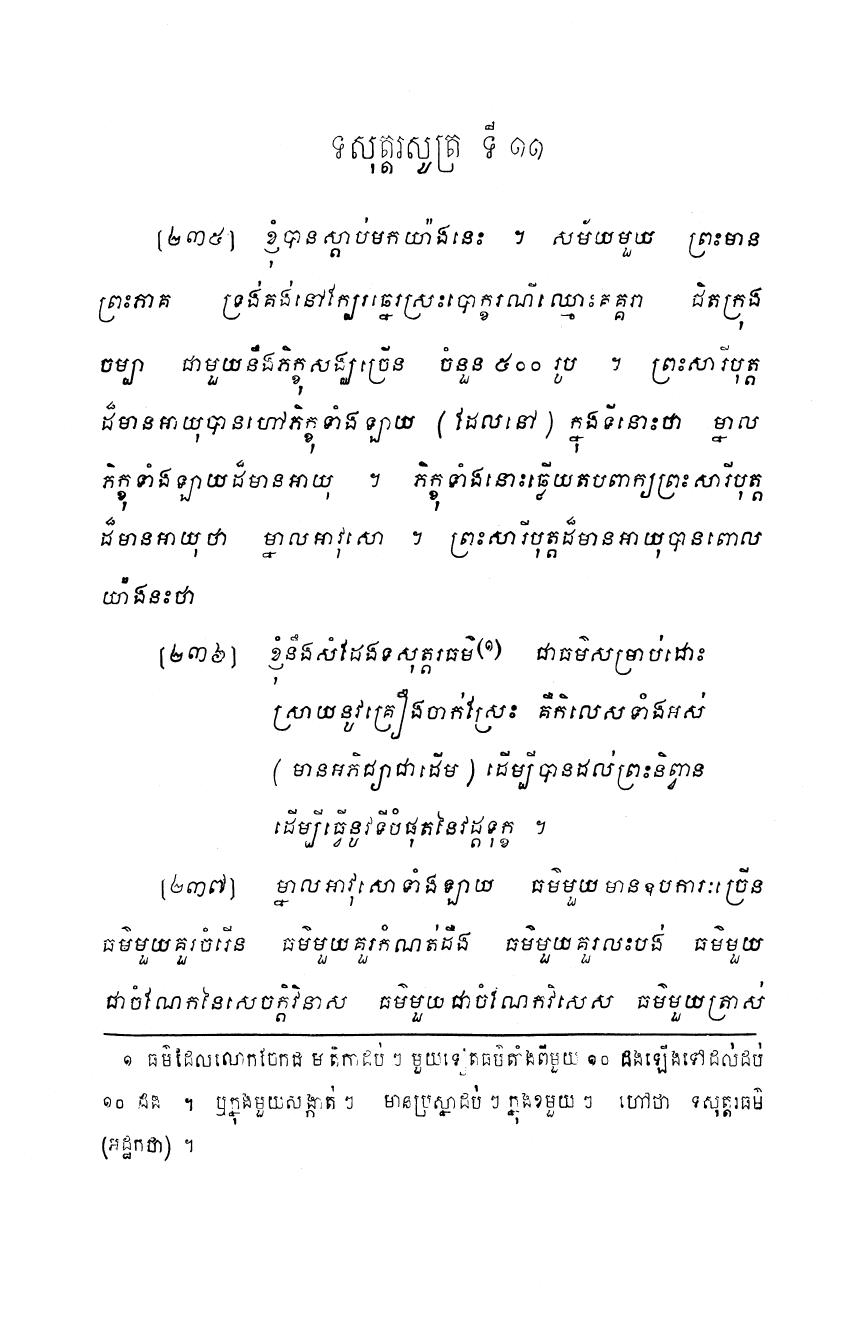 ទសុត្តរសូត្រ ទី ១១
[២៣៥] ខ្ញុំបានស្តាប់មកយ៉ាងនេះ ។ សម័យមួយ ព្រះមាន
ព្រះភាគ ទ្រង់គង់នៅក្បែរឆ្នេរស្រះបោក្ខរណីឈ្មោះគគ្គរា ជិតក្រុង
ចម្បា ជាមួយនឹងភិក្ខុសង្ឃច្រើន ចំនួន ៥០០ រូប ។ ព្រះសារីបុត្ត
ដ៏មានអាយុបានហៅភិក្ខុទាំងឡាយ ( ដែលនៅ ) ក្នុងទីនោះថា ម្នាល
ភិក្ខុទាំងឡាយដ៏មានអាយុ ។ ភិក្ខុទាំងនោះឆ្លើយតបពាក្យព្រះសារីបុត្ត
ដ៏មានអាយុថា ម្នាលអាវុសោ ។ ព្រះសារីបុត្តដ៏មានអាយុបានពោល
យ៉ាងនះថា
[២៣៦] ខ្ញុំនឹងសំដែងទសុត្តរធម៌(១) ជាធម៌សម្រាប់ដោះ
ស្រាយនូវគ្រឿងចាក់ស្រែះ គឺកិលេសទាំងអស់
( មានអភិជ្ឈាជាដើម ) ដើម្បីបានដល់ព្រះនិព្វាន
ដើម្បីធ្វើនូវទីបំផុតនៃវដ្តទុក្ខ ។
[២៣៧] ម្នាលអាវុសោទាំងឡាយ ធម៌មួយ មានឧបការៈច្រើន
ធម៌មួយគួរចំរើន ធម៌មួយគួរកំណត់ដឹង ធម៌មួយគួរលះបង់ ធម៌មួយ
ជាចំណែកនៃសេចក្តីវិនាស ធម៌មួយជាចំណែកវិសេស ធម៌មួយត្រាស់
១ ធម៌ដែលលោកចែកជ មតិកាដប់ ៗ មួយទៀតធម៌តាំងពីមួយ ១០ ដងឡើងទៅដល់ដប់
១០ ដង ។ ឬក្នុងមួយសង្កាត់ ៗ មានប្រស្នាដប់ ៗ ក្នុងខមួយ ៗ ហៅថា ទសុត្តរធម៌
(អដ្ឋកថា) ។